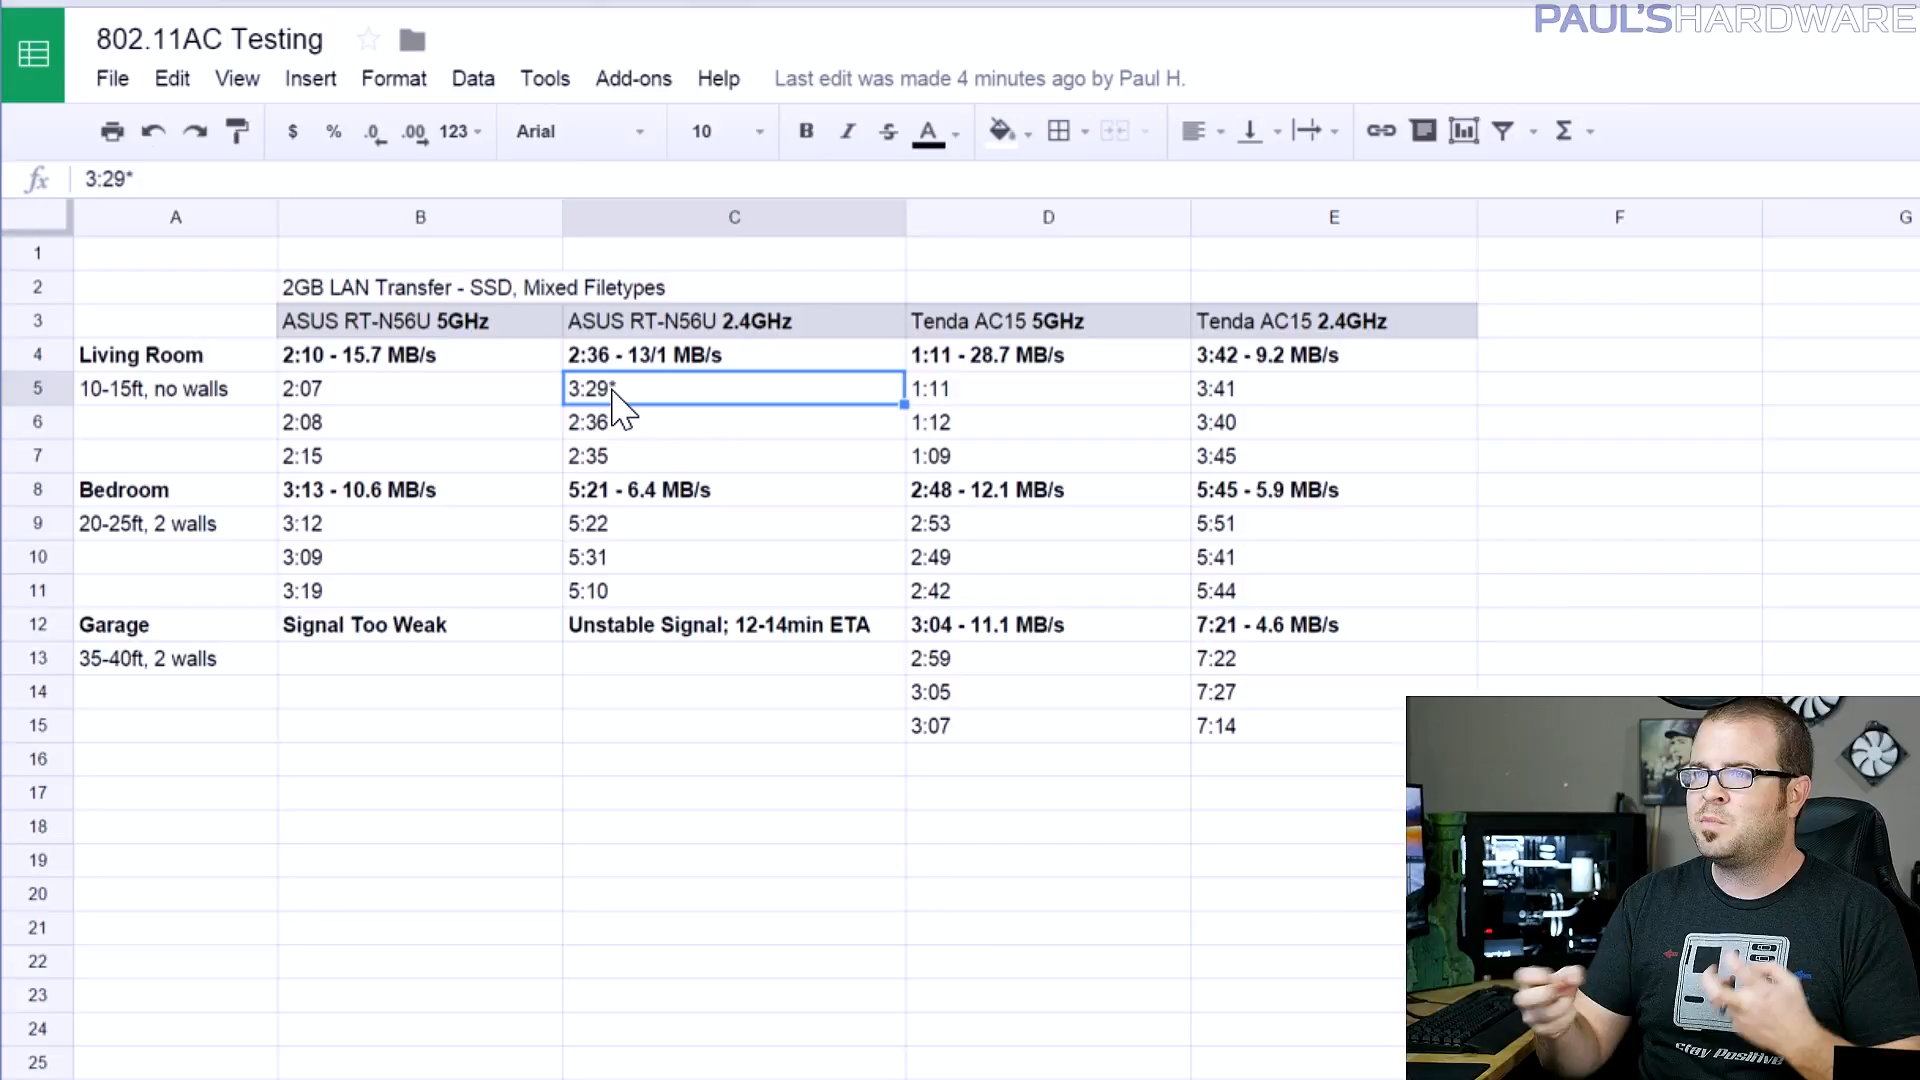 PAUL'SHARDWARE
802.11AC Testing
File Edit View Insert Format Data Tools Add-ons Help Last edit was made 4 minutes ago by Paul H.
$ % .0 .00 123 Arial 10 B I S A Σ
fx 3:29*
A B C D E F G
1
2 2GB LAN Transfer - SSD, Mixed Filetypes
3 ASUS RT-N56U 5GHz ASUS RT-N56U 2.4GHz Tenda AC15 5GHz Tenda AC15 2.4GHz
4 Living Room 2:10 - 15.7 MB/s 2:36 - 13/1 MB/s 1:11 - 28.7 MB/s 3:42 - 9.2 MB/s
5 10-15ft, no walls 2:07 3:29* 1:11 3:41
6 2:08 2:36 1:12 3:40
7 2:15 2:35 1:09 3:45
8 Bedroom 3:13 - 10.6 MB/s 5:21 - 6.4 MB/s 2:48 - 12.1 MB/s 5:45 - 5.9 MB/s
9 20-25ft, 2 walls 3:12 5:22 2:53 5:51
10 3:09 5:31 2:49 5:41
11 3:19 5:10 2:42 5:44
12 Garage Signal Too Weak Unstable Signal; 12-14min ETA 3:04 - 11.1 MB/s 7:21 - 4.6 MB/s
13 35-40ft, 2 walls 2:59 7:22
14 3:05 7:27
15 3:07 7:14
16
17
18
19
20
21
22
23
24
25
Stay Positive